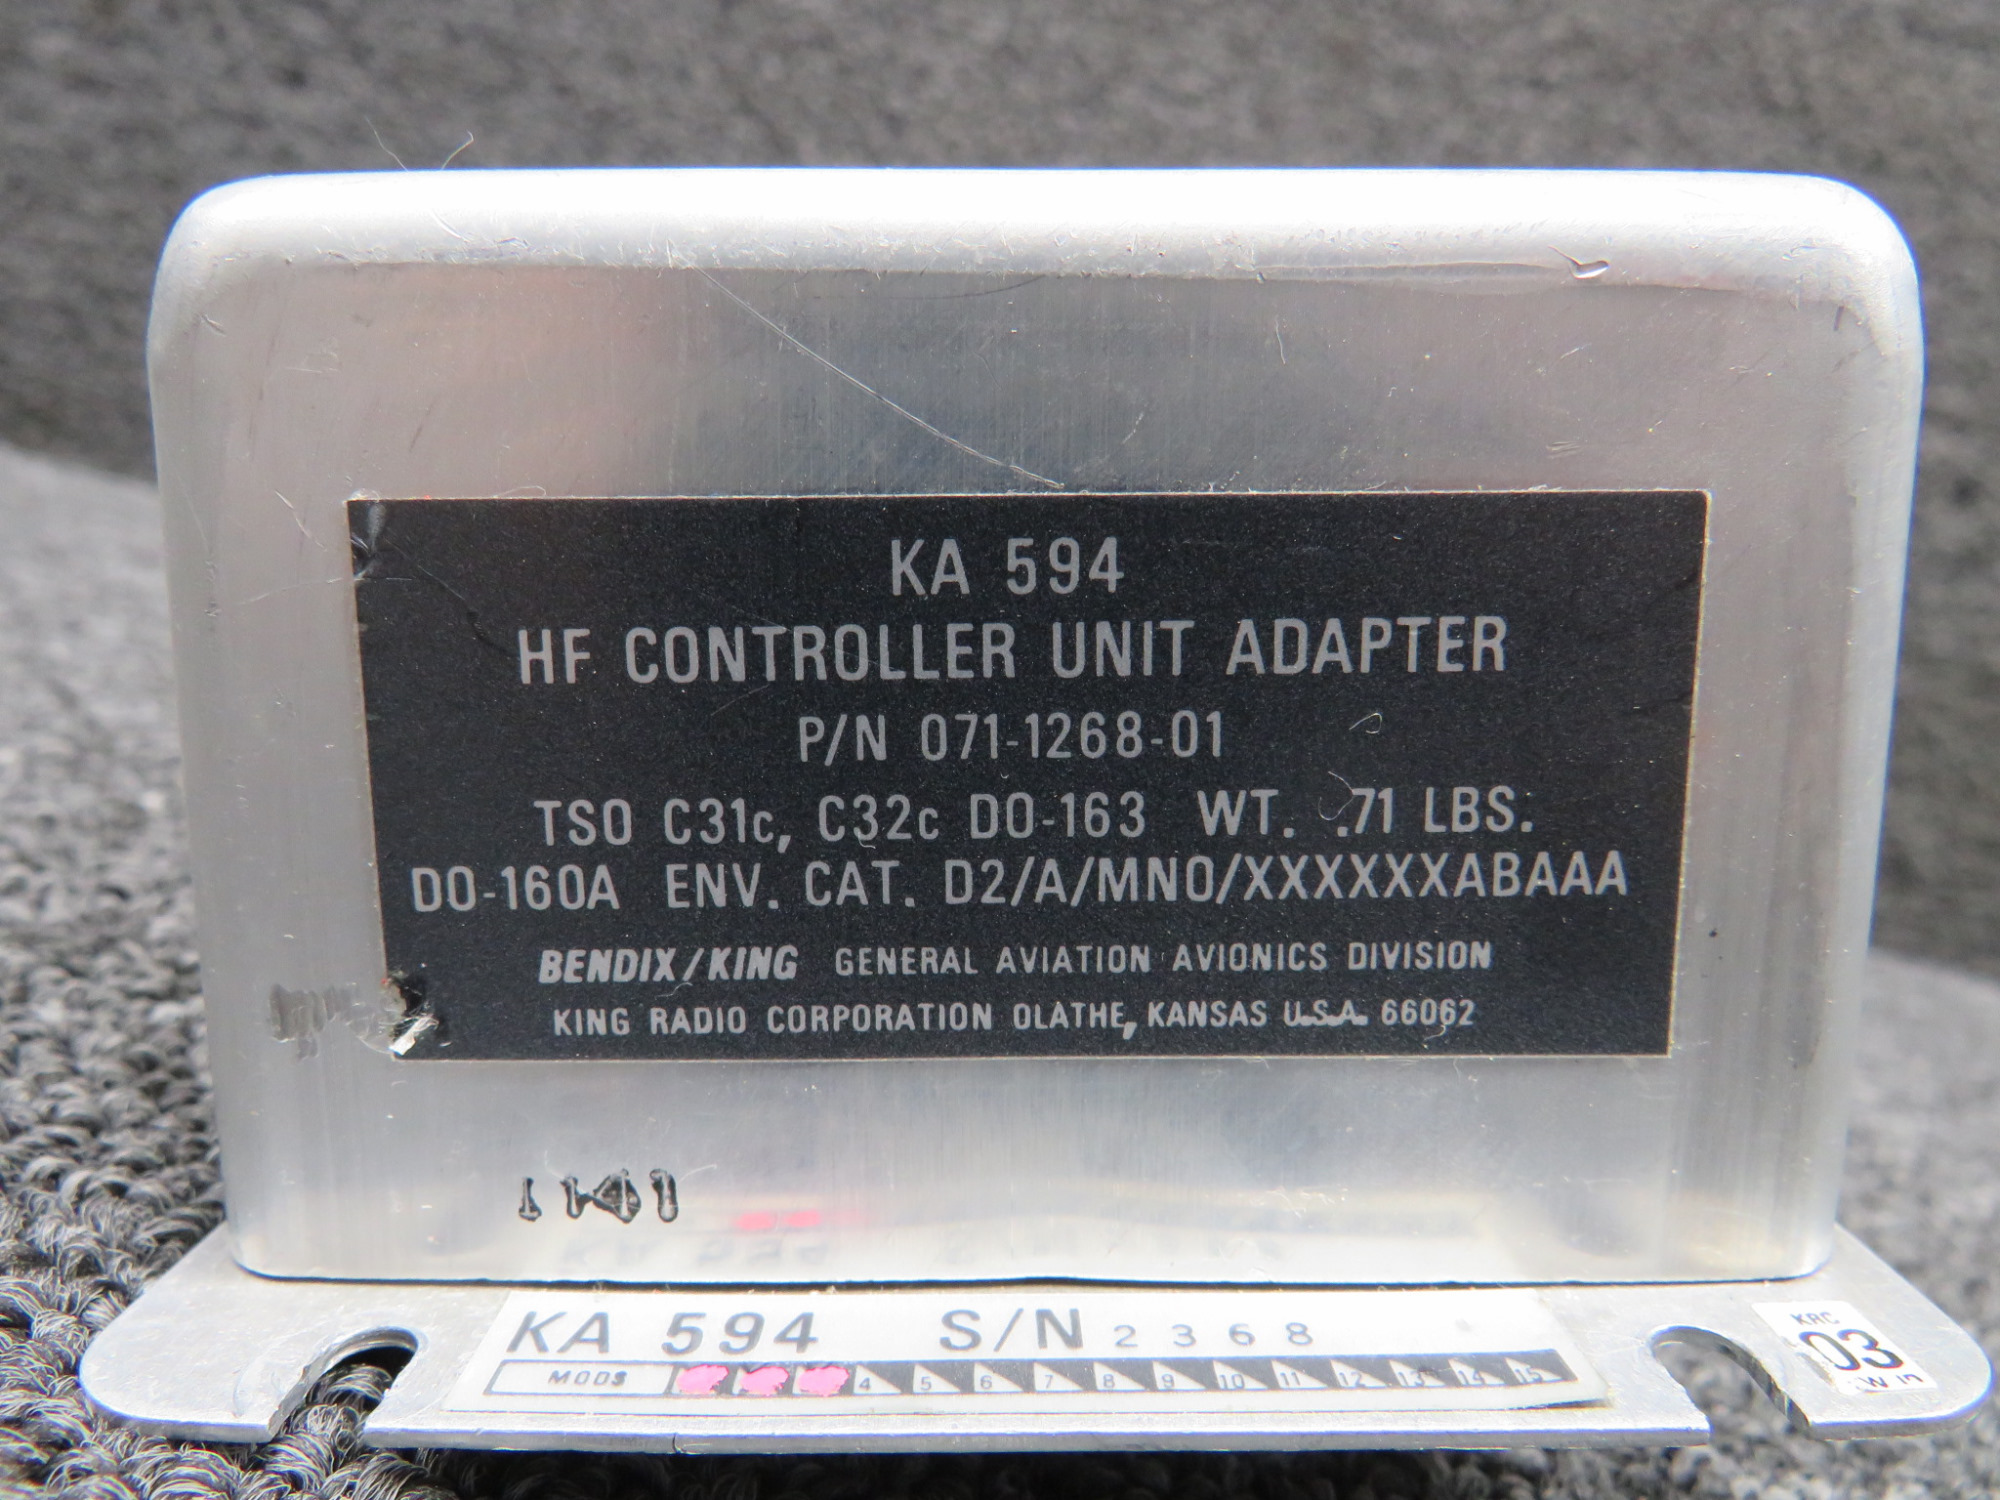 KA 594
HF CONTROLLER UNIT ADAPTER
P/N 071-1268-01
TSO C31c, C32c DO-163 WT. .71 LBS.
DO-160A ENV. CAT. D2/A/MNO/XXXXXXABAAA
BENDIX/KING GENERAL AVIATION AVIONICS DIVISION
KING RADIO CORPORATION OLATHE, KANSAS U.S.A. 66062
KA 594 S/N 2368
MODS 4 5 6 7 8 9 10 11 12 13 14 15
KRC
03